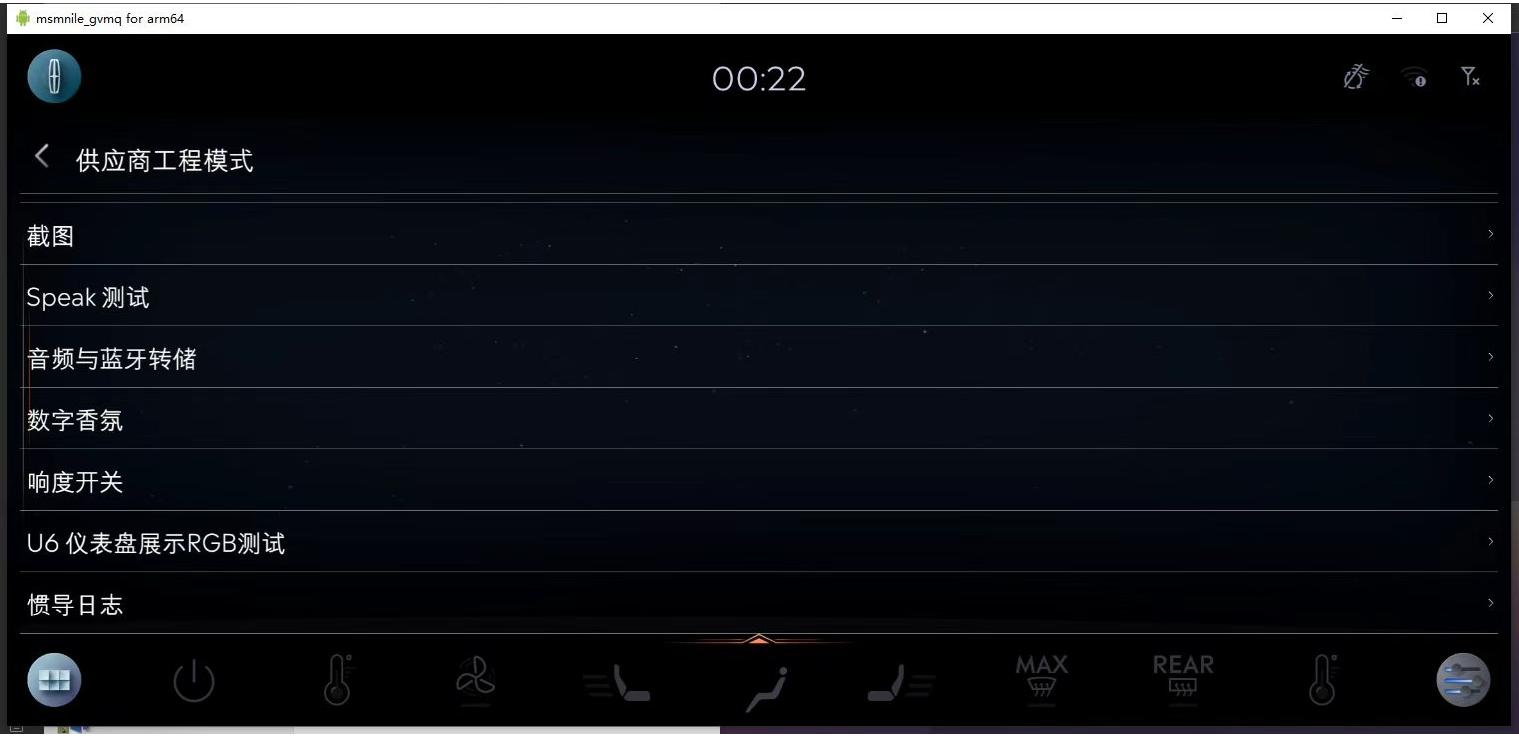 msmnile_gvmq for arm64
00:22
供应商工程模式
截图
Speak 测试
音频与蓝牙转储
数字香氛
响度开关
U6 仪表盘展示RGB测试
惯导日志
MAX
REAR